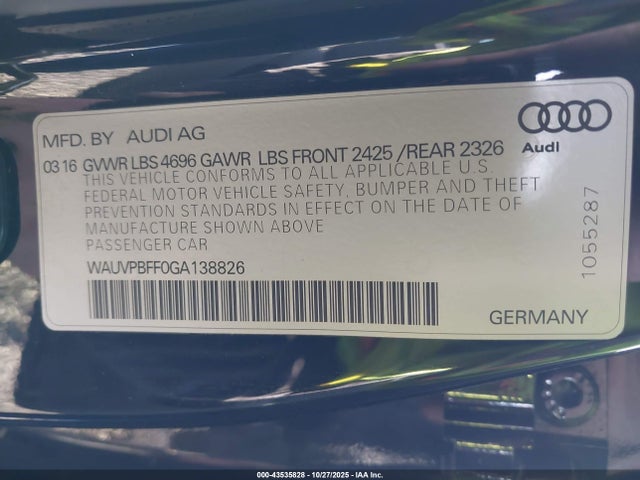 MFD. BY AUDI AG
03 16 GVWR LBS 4696 GAWR LBS FRONT 2425 /REAR 2326
THIS VEHICLE CONFORMS TO ALL APPLICABLE U.S.
FEDERAL MOTOR VEHICLE SAFETY, BUMPER AND THEFT
PREVENTION STANDARDS IN EFFECT ON THE DATE OF
MANUFACTURE SHOWN ABOVE
PASSENGER CAR
WAUVPBFF0GA138826
GERMANY
Audi
1055287
000-43535828 - 10/27/2025 - IAA Inc.